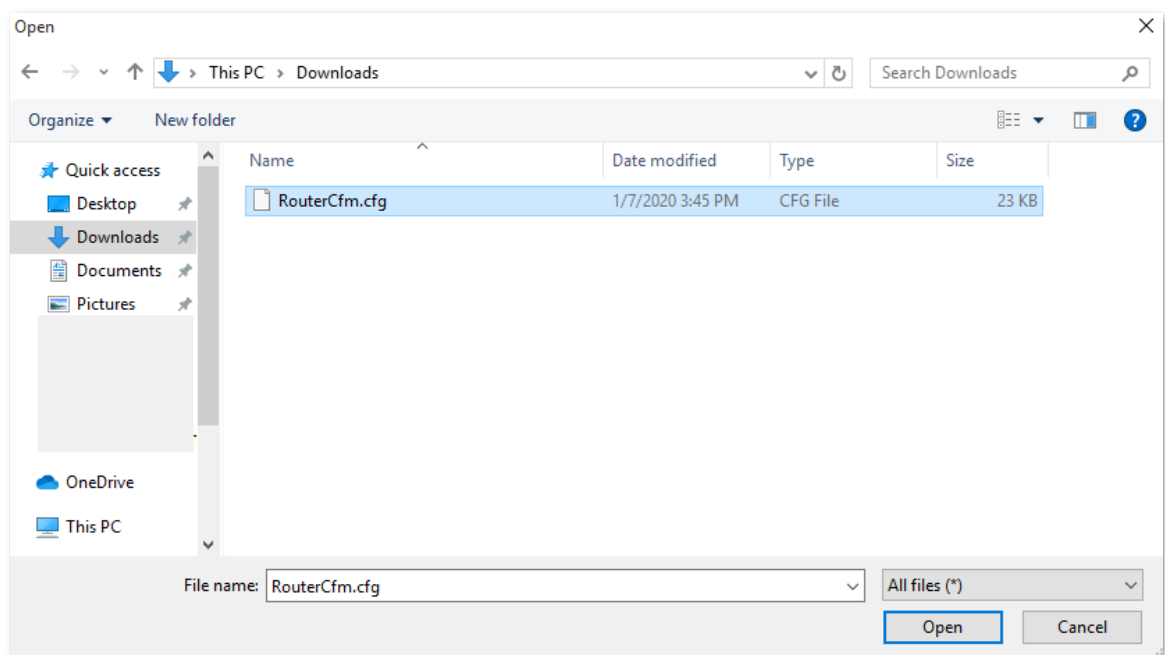 Open
This PC > Downloads
Search Downloads
Organize
New folder
?
Quick access
Desktop
Downloads
Documents
Pictures
OneDrive
This PC
Name
Date modified
Type
Size
RouterCfm.cfg
1/7/2020 3:45 PM
CFG File
23 KB
File name:
RouterCfm.cfg
All files (*)
Open
Cancel